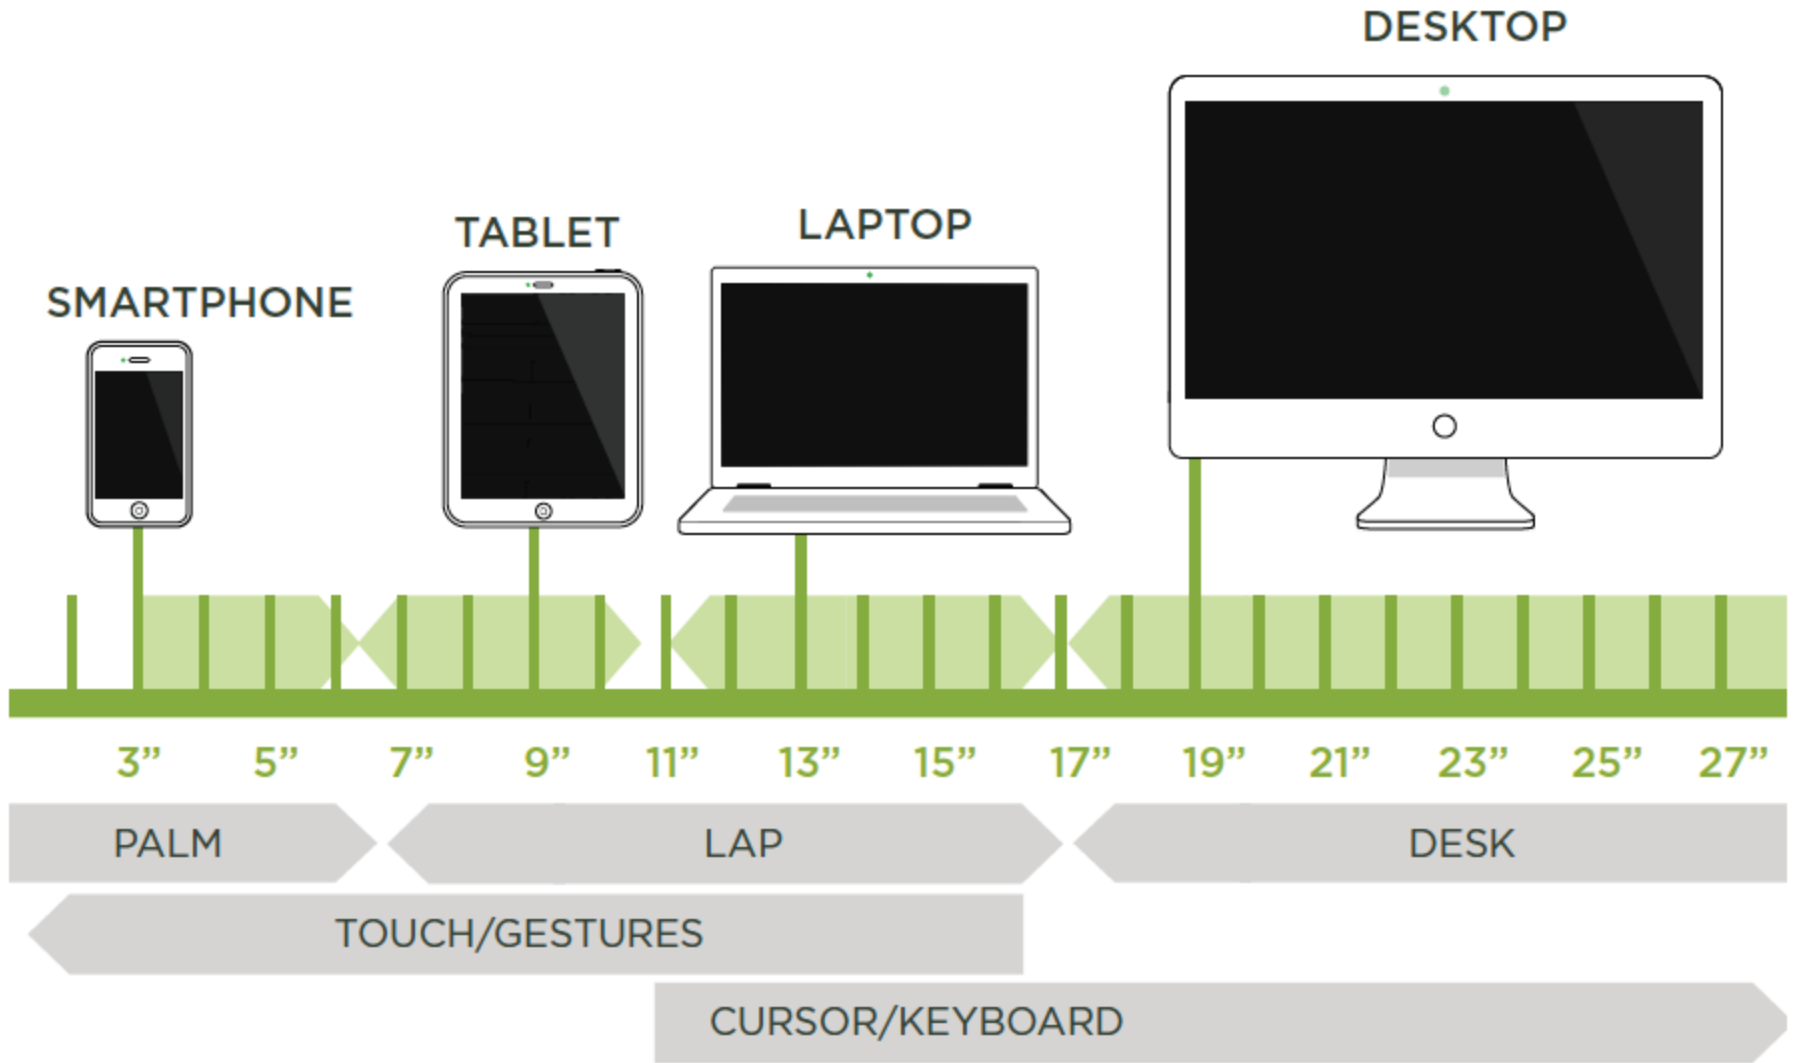 DESKTOP
TABLET
LAPTOP
SMARTPHONE
3” 5” 7” 9” 11” 13” 15” 17” 19” 21” 23” 25” 27”
PALM LAP DESK
TOUCH/GESTURES
CURSOR/KEYBOARD